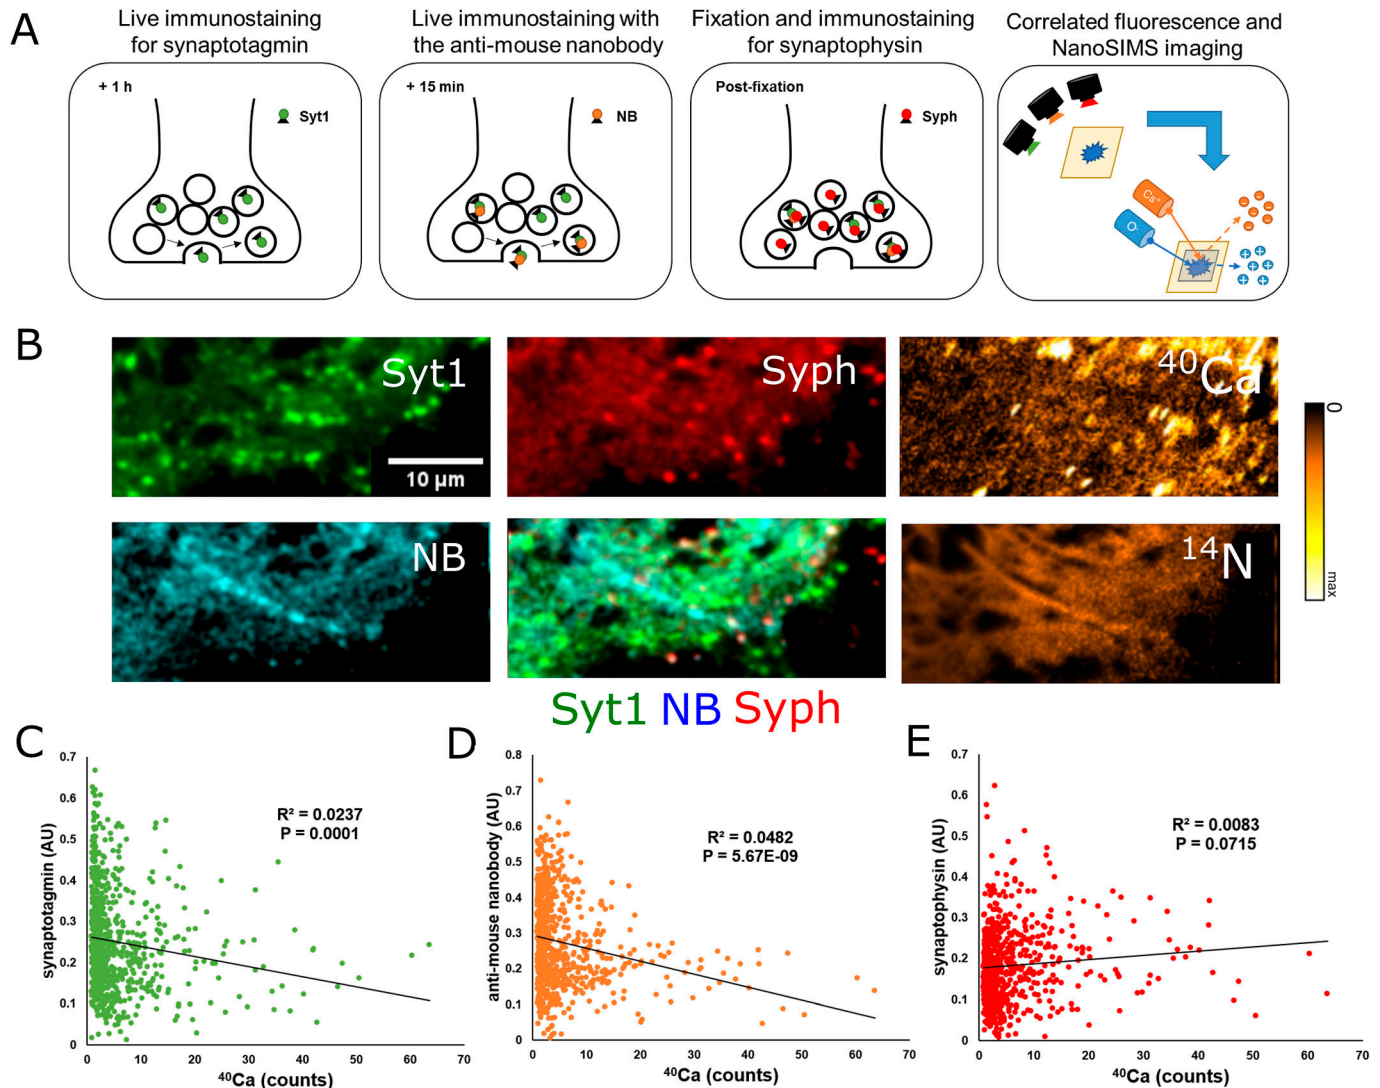 A
Live immunostaining
for synaptotagmin
Live immunostaining with
the anti-mouse nanobody
Fixation and immunostaining
for synaptophysin
Correlated fluorescence and
NanoSIMS imaging
+ 1 h
Syt1
+ 15 min
NB
Post-fixation
Syph
Cs⁺
O⁻
B
Syt1
10 µm
Syph
⁴⁰Ca
0
max
NB
¹⁴N
Syt1 NB Syph
C
synaptotagmin (AU)
0.7
0.6
0.5
0.4
0.3
0.2
0.1
0
R² = 0.0237
P = 0.0001
0 10 20 30 40 50 60 70
⁴⁰Ca (counts)
D
anti-mouse nanobody (AU)
0.8
0.7
0.6
0.5
0.4
0.3
0.2
0.1
0
R² = 0.0482
P = 5.67E-09
0 10 20 30 40 50 60 70
⁴⁰Ca (counts)
E
synaptophysin (AU)
0.7
0.6
0.5
0.4
0.3
0.2
0.1
0
R² = 0.0083
P = 0.0715
0 10 20 30 40 50 60 70
⁴⁰Ca (counts)